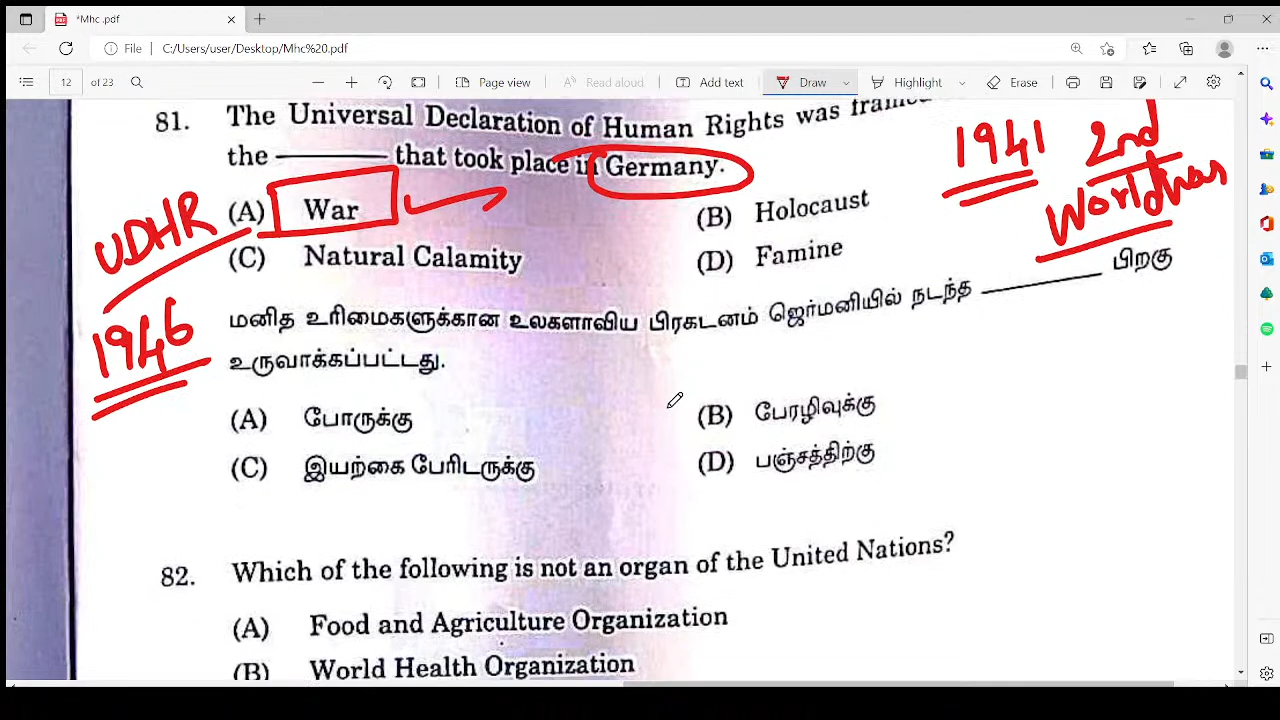 *Mhc .pdf
File C:/Users/user/Desktop/Mhc%20.pdf
12 of 23 Page view Read aloud Add text Draw Highlight Erase
81. The Universal Declaration of Human Rights was
the ——— that took place in Germany.
1941 2nd
World War
UDHR
1946
(A) War
(B) Holocaust
(C) Natural Calamity
(D) Famine
மனித உரிமைகளுக்கான உலகளாவிய பிரகடனம் ஜெர்மனியில் நடந்த ——— பிறகு
உருவாக்கப்பட்டது.
(A) போருக்கு
(B) பேரழிவுக்கு
(C) இயற்கை பேரிடருக்கு
(D) பஞ்சத்திற்கு
82. Which of the following is not an organ of the United Nations?
(A) Food and Agriculture Organization
(B) World Health Organization